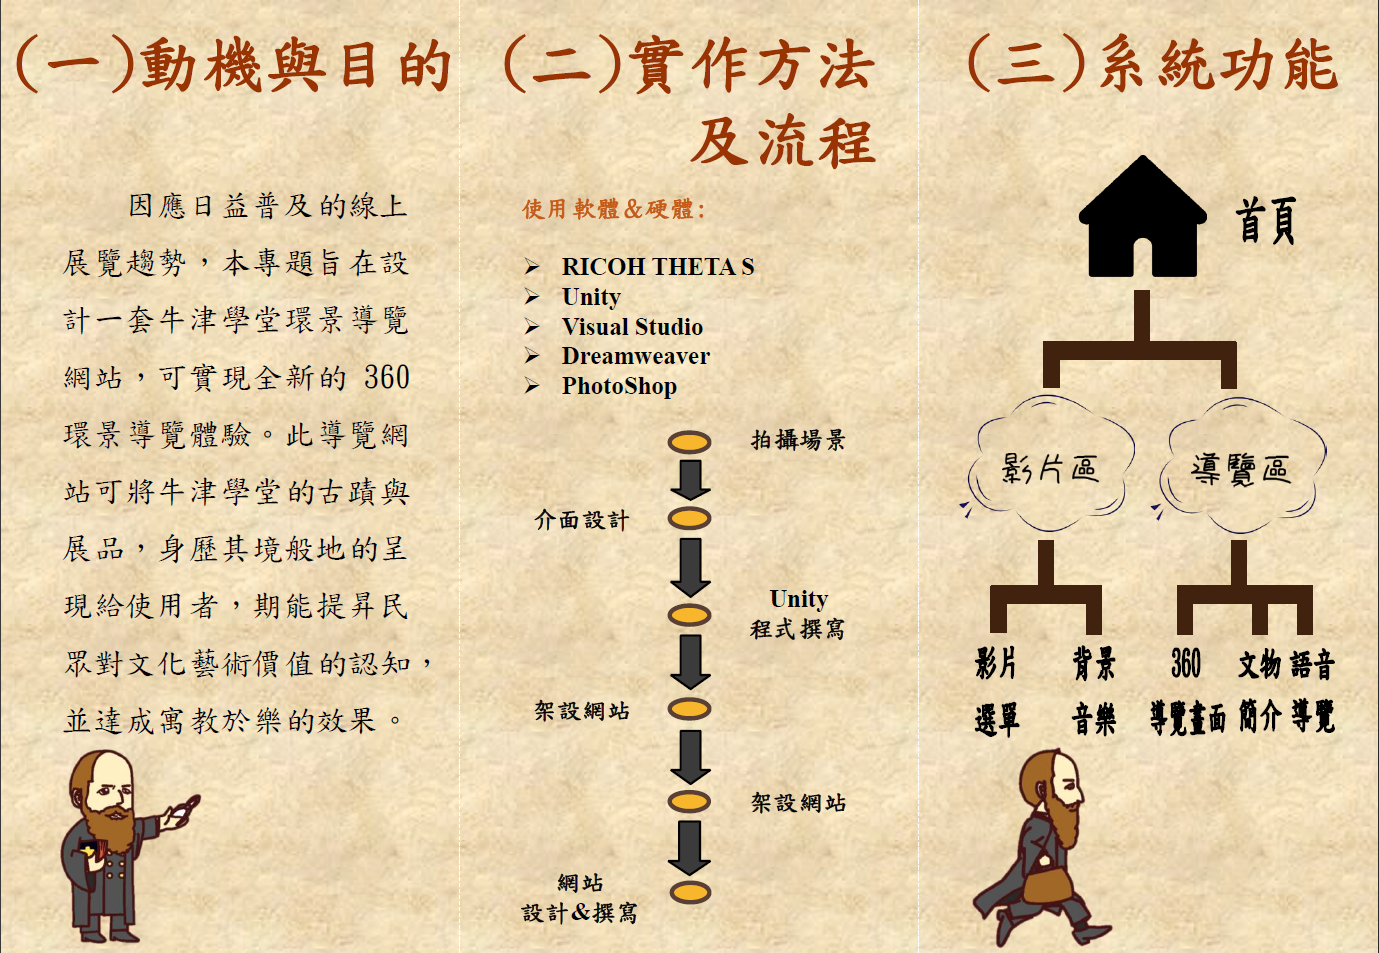 (一)動機與目的
因應日益普及的線上
展覽趨勢，本專題旨在設
計一套牛津學堂環景導覽
網站，可實現全新的 360
環景導覽體驗。此導覽網
站可將牛津學堂的古蹟與
展品，身歷其境般地的呈
現給使用者，期能提昇民
眾對文化藝術價值的認知，
並達成寓教於樂的效果。
(二)實作方法
及流程
使用軟體&硬體:
➢ RICOH THETA S
➢ Unity
➢ Visual Studio
➢ Dreamweaver
➢ PhotoShop
拍攝場景
介面設計
Unity
程式撰寫
架設網站
架設網站
網站
設計&撰寫
(三)系統功能
首頁
影片區
導覽區
影片
選單
背景
音樂
360
導覽畫面
文物
簡介
語音
導覽